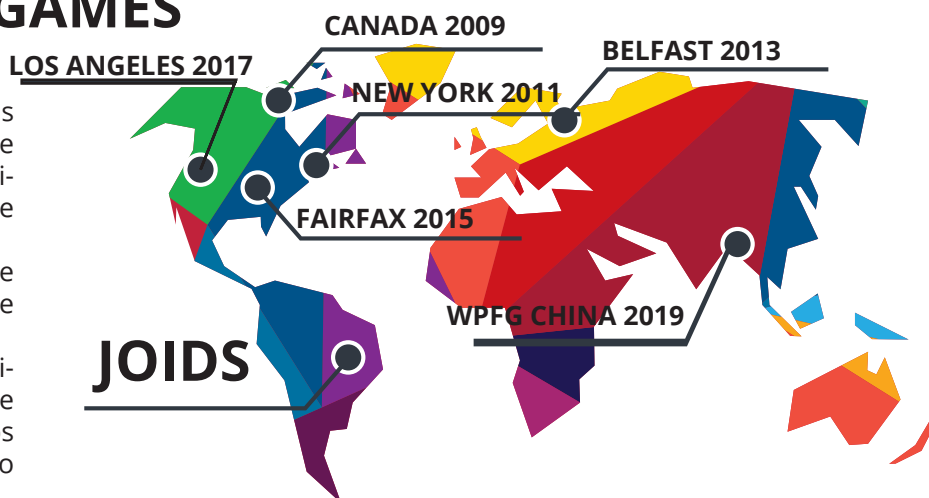 GAMES
CANADA 2009
BELFAST 2013
LOS ANGELES 2017
NEW YORK 2011
s
e
i-
e
FAIRFAX 2015
e
e
WPFG CHINA 2019
JOIDS
i-
e
s
o